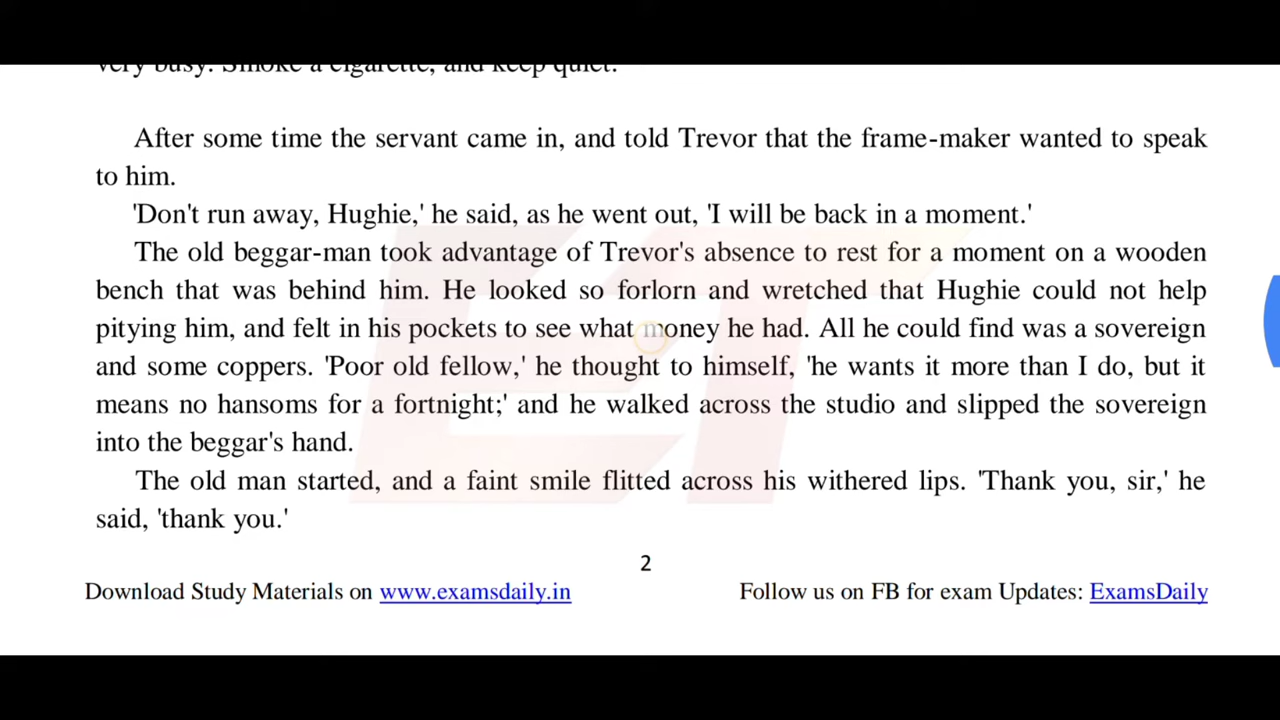 very busy. Smoke a cigarette, and keep quiet.'
After some time the servant came in, and told Trevor that the frame-maker wanted to speak
to him.
'Don't run away, Hughie,' he said, as he went out, 'I will be back in a moment.'
The old beggar-man took advantage of Trevor's absence to rest for a moment on a wooden
bench that was behind him. He looked so forlorn and wretched that Hughie could not help
pitying him, and felt in his pockets to see what money he had. All he could find was a sovereign
and some coppers. 'Poor old fellow,' he thought to himself, 'he wants it more than I do, but it
means no hansoms for a fortnight;' and he walked across the studio and slipped the sovereign
into the beggar's hand.
The old man started, and a faint smile flitted across his withered lips. 'Thank you, sir,' he
said, 'thank you.'
2
Download Study Materials on www.examsdaily.in Follow us on FB for exam Updates: ExamsDaily